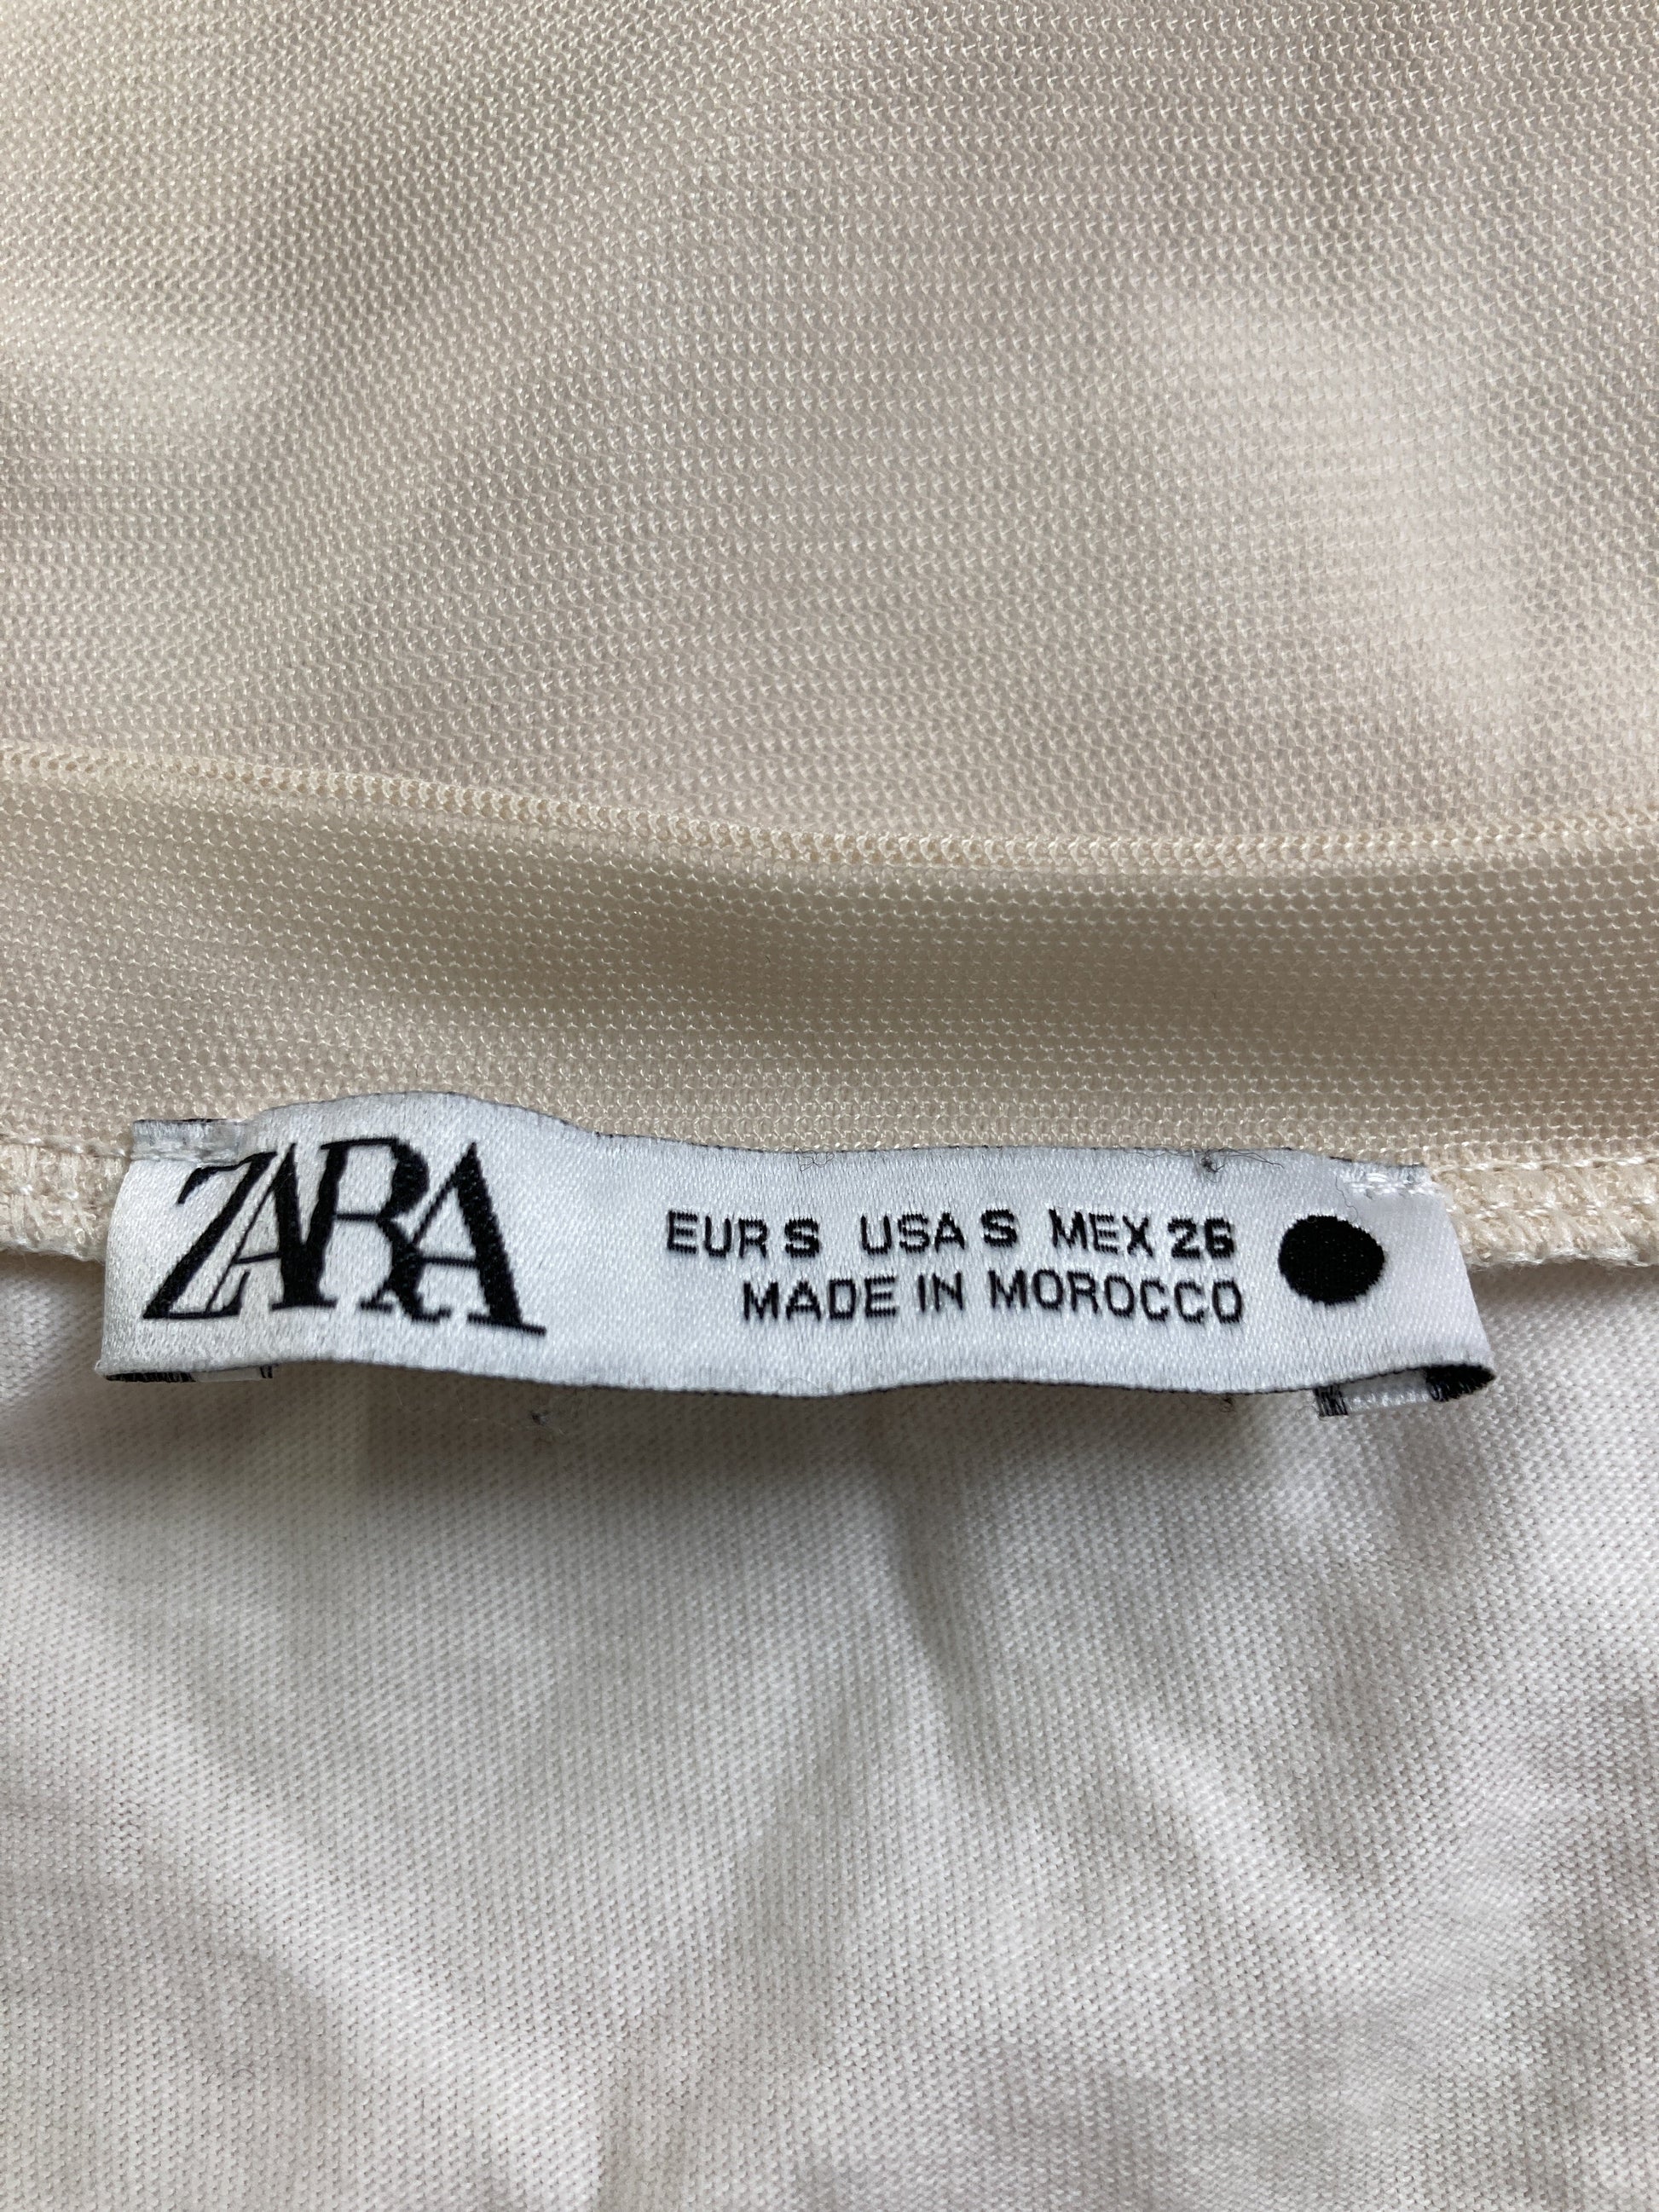 ZARA
EUR S USA S MEX 26
MADE IN MOROCCO